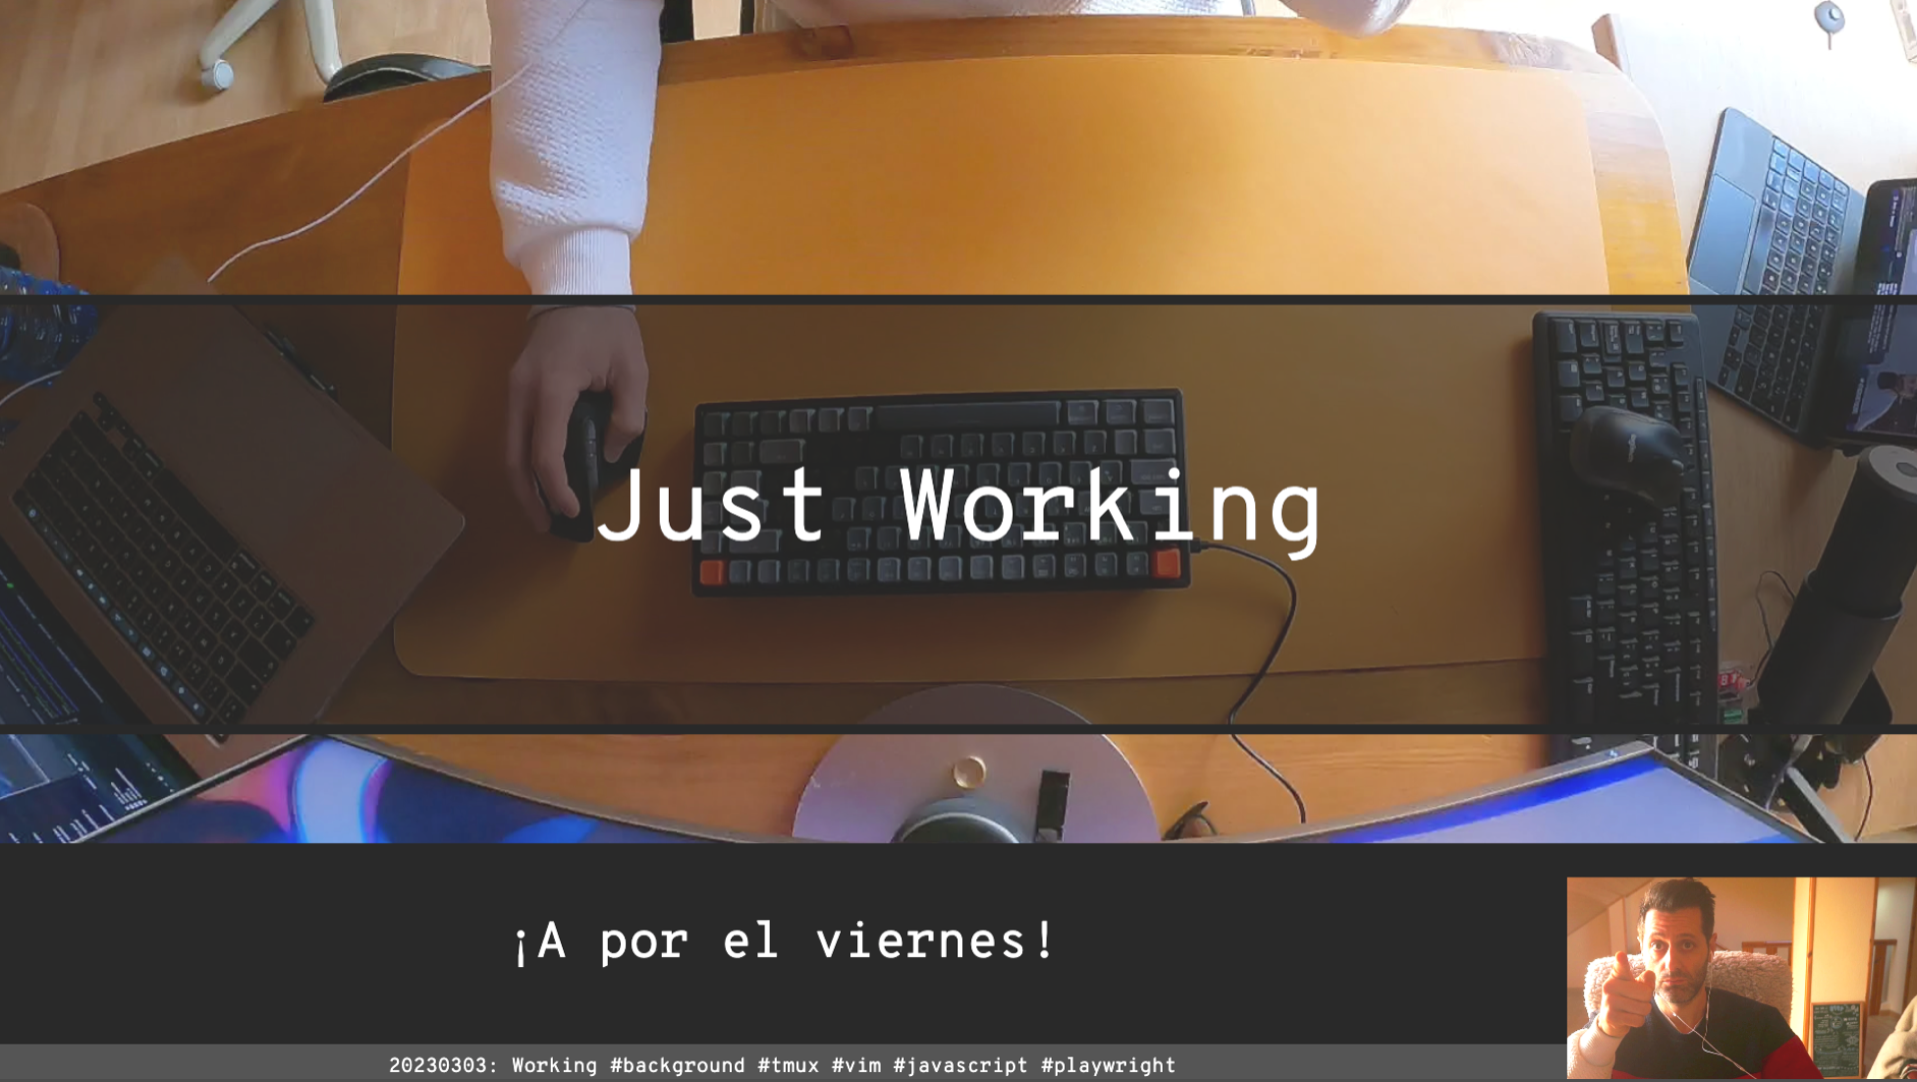 Just Working
¡A por el viernes!
20230303: Working #background #tmux #vim #javascript #playwright